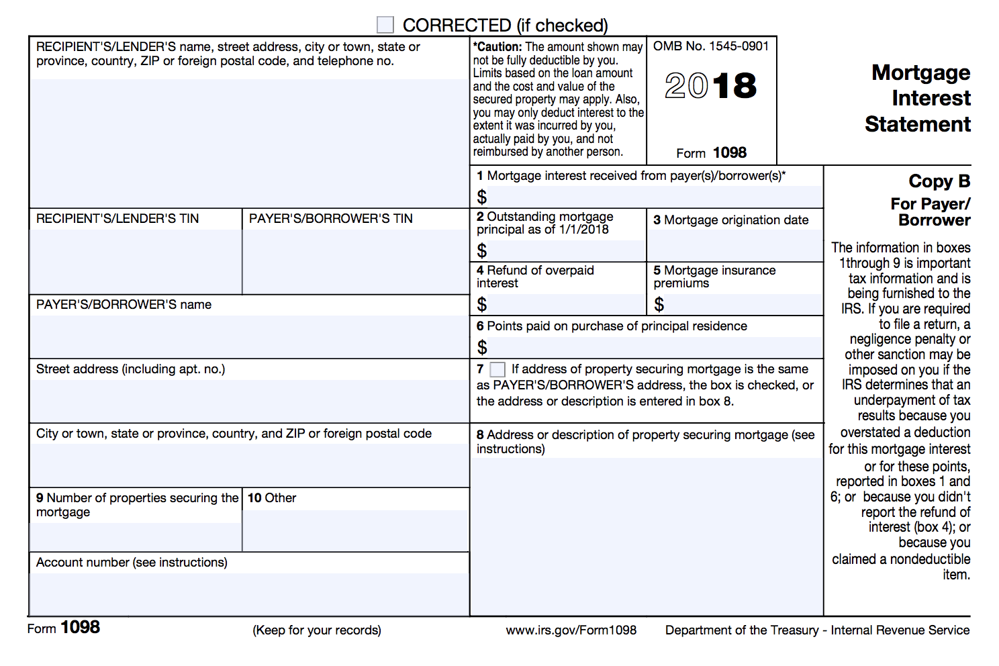 CORRECTED (if checked)
RECIPIENT'S/LENDER'S name, street address, city or town, state or
province, country, ZIP or foreign postal code, and telephone no.
*Caution: The amount shown may
not be fully deductible by you.
Limits based on the loan amount
and the cost and value of the
secured property may apply. Also,
you may only deduct interest to the
extent it was incurred by you,
actually paid by you, and not
reimbursed by another person.
OMB No. 1545-0901
2018
Form 1098
Mortgage
Interest
Statement
1 Mortgage interest received from payer(s)/borrower(s)*
$
Copy B
For Payer/
Borrower
RECIPIENT'S/LENDER'S TIN
PAYER'S/BORROWER'S TIN
2 Outstanding mortgage
principal as of 1/1/2018
$
3 Mortgage origination date
4 Refund of overpaid
interest
$
5 Mortgage insurance
premiums
$
PAYER'S/BORROWER'S name
6 Points paid on purchase of principal residence
$
Street address (including apt. no.)
7 If address of property securing mortgage is the same
as PAYER'S/BORROWER'S address, the box is checked, or
the address or description is entered in box 8.
City or town, state or province, country, and ZIP or foreign postal code
8 Address or description of property securing mortgage (see
instructions)
9 Number of properties securing the
mortgage
10 Other
Account number (see instructions)
The information in boxes
1through 9 is important
tax information and is
being furnished to the
IRS. If you are required
to file a return, a
negligence penalty or
other sanction may be
imposed on you if the
IRS determines that an
underpayment of tax
results because you
overstated a deduction
for this mortgage interest
or for these points,
reported in boxes 1 and
6; or because you didn't
report the refund of
interest (box 4); or
because you
claimed a nondeductible
item.
Form 1098
(Keep for your records)
www.irs.gov/Form1098
Department of the Treasury - Internal Revenue Service